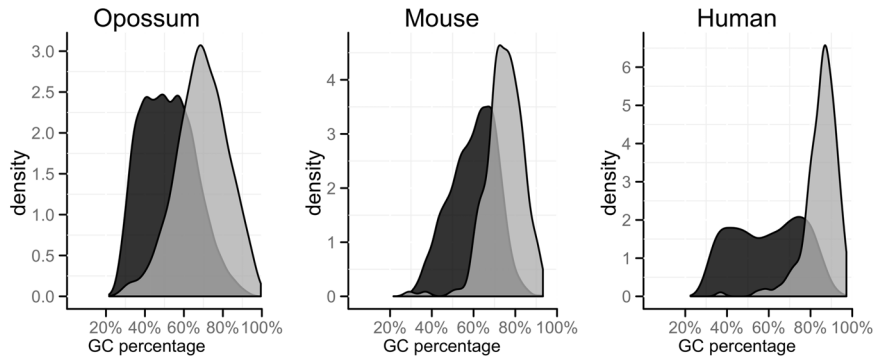 Opossum
Mouse
Human
density
3.0
2.5
2.0
1.5
1.0
0.5
0.0
20% 40% 60% 80% 100%
GC percentage
density
4
3
2
1
0
20% 40% 60% 80% 100%
GC percentage
density
6
5
4
3
2
1
0
20% 40% 60% 80% 100%
GC percentage